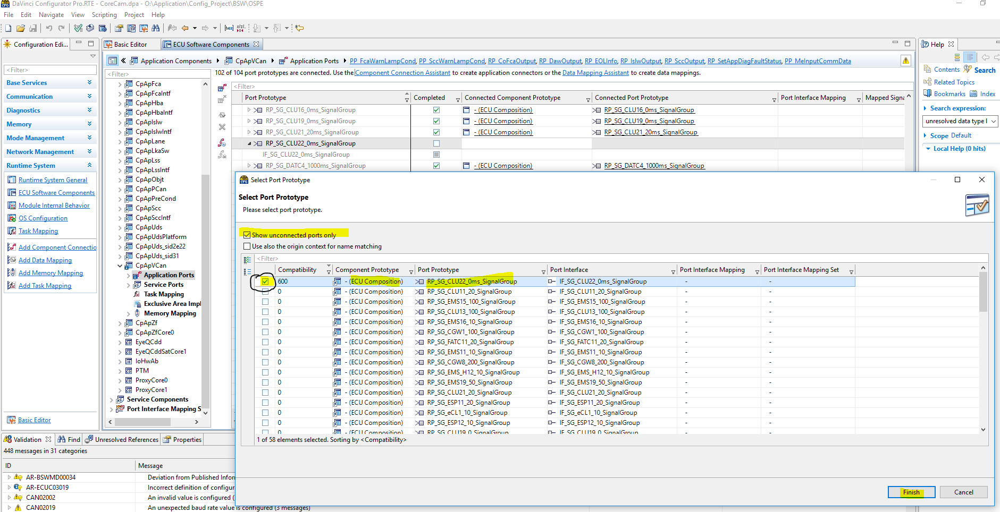 DaVinci Configurator Pro.RTE - CoreCam.dpa - O:\Application\Config_Project\BSW\OSPE
File Edit Navigate View Scripting Project Help
Configuration Edi...
<Filter>
Base Services
Communication
Diagnostics
Memory
Mode Management
Network Management
Runtime System
Runtime System General
ECU Software Components
Module Internal Behavior
OS Configuration
Task Mapping
Add Component Connectio
Add Data Mapping
Add Memory Mapping
Add Task Mapping
Basic Editor
Basic Editor ECU Software Components
Application Components CpApVCan Application Ports PP_FcaWarnLampCond, PP_SccWarnLampCond, RP_CoFcaOutput, RP_DawOutput, RP_EOLInfo, RP_IslwOutput, RP_SccOutput, RP_SetAppDiagFaultStatus, PP_MeInputCommData
<Filter>
CpApFca
CpApFcaIntf
CpApHba
CpApHbaIntf
CpApIslw
CpApIslwIntf
CpApLane
CpApLkaSw
CpApLss
CpApLssIntf
CpApObjt
CpApPCan
CpApPreCond
CpApScc
CpApSccIntf
CpApUds
CpApUdsPlatform
CpApUds_sid2e22
CpApUds_sid31
CpApVCan
Application Ports
Service Ports
Task Mapping
Exclusive Area Impl
Memory Mapping
CpApZf
CpApZfCore0
EyeQCdd
EyeQCddSatCore1
IoHwAb
PTM
ProxyCore0
ProxyCore1
Service Components
Port Interface Mapping S
102 of 104 port prototypes are connected. Use the Component Connection Assistant to create application connectors or the Data Mapping Assistant to create data mappings.
<Filter>
Port Prototype Completed Connected Component Prototype Connected Port Prototype Port Interface Mapping Mapped Signa
RP_SG_CLU16_0ms_SignalGroup - (ECU Composition) RP_SG_CLU16_0ms_SignalGroup
RP_SG_CLU19_0ms_SignalGroup - (ECU Composition) RP_SG_CLU19_0ms_SignalGroup
RP_SG_CLU21_20ms_SignalGroup - (ECU Composition) RP_SG_CLU21_20ms_SignalGroup
RP_SG_CLU22_0ms_SignalGroup
IF_SG_CLU22_0ms_SignalGroup
RP_SG_DATC4_1000ms_SignalGroup - (ECU Composition) RP_SG_DATC4_1000ms_SignalGroup
Help
Contents Search
Related Topics
Bookmarks Index
Search expression:
unresolved data type I
Scope Default
Local Help (0 hits)
Select Port Prototype
Select Port Prototype
Please select port prototype.
Show unconnected ports only
Use also the origin context for name matching
<Filter>
Compatibility Component Prototype Port Prototype Port Interface Port Interface Mapping Port Interface Mapping Set
600 - (ECU Composition) RP_SG_CLU22_0ms_SignalGroup IF_SG_CLU22_0ms_SignalGroup - -
0 - (ECU Composition) RP_SG_CLU11_20_SignalGroup IF_SG_CLU11_20_SignalGroup - -
0 - (ECU Composition) RP_SG_EMS15_100_SignalGroup IF_SG_EMS15_100_SignalGroup - -
0 - (ECU Composition) RP_SG_CLU13_100_SignalGroup IF_SG_CLU13_100_SignalGroup - -
0 - (ECU Composition) RP_SG_EMS16_10_SignalGroup IF_SG_EMS16_10_SignalGroup - -
0 - (ECU Composition) RP_SG_CGW1_100_SignalGroup IF_SG_CGW1_100_SignalGroup - -
0 - (ECU Composition) RP_SG_FATC11_20_SignalGroup IF_SG_FATC11_20_SignalGroup - -
0 - (ECU Composition) RP_SG_EMS11_10_SignalGroup IF_SG_EMS11_10_SignalGroup - -
0 - (ECU Composition) RP_SG_CGW8_200_SignalGroup IF_SG_CGW8_200_SignalGroup - -
0 - (ECU Composition) RP_SG_EMS_H12_10_SignalGroup IF_SG_EMS_H12_10_SignalGroup - -
0 - (ECU Composition) RP_SG_EMS19_50_SignalGroup IF_SG_EMS19_50_SignalGroup - -
0 - (ECU Composition) RP_SG_CLU21_20_SignalGroup IF_SG_CLU21_20_SignalGroup - -
0 - (ECU Composition) RP_SG_ESP11_20_SignalGroup IF_SG_ESP11_20_SignalGroup - -
0 - (ECU Composition) RP_SG_eCL1_10_SignalGroup IF_SG_eCL1_10_SignalGroup - -
0 - (ECU Composition) RP_SG_ESP12_10_SignalGroup IF_SG_ESP12_10_SignalGroup - -
0 - (ECU Composition) RP_SG_CLU19_0_SignalGroup IF_SG_CLU19_0_SignalGroup - -
1 of 58 elements selected. Sorting by <Compatibility>
Finish Cancel
Validation Find Unresolved References Properties
448 messages in 31 categories
ID Message
AR-BSWMD00034 Deviation from Published Inform
AR-ECUC03019 Incorrect definition of configur
CAN02002 An invalid value is configured (
CAN02019 An unexpected baud rate value is configured (3 messages)